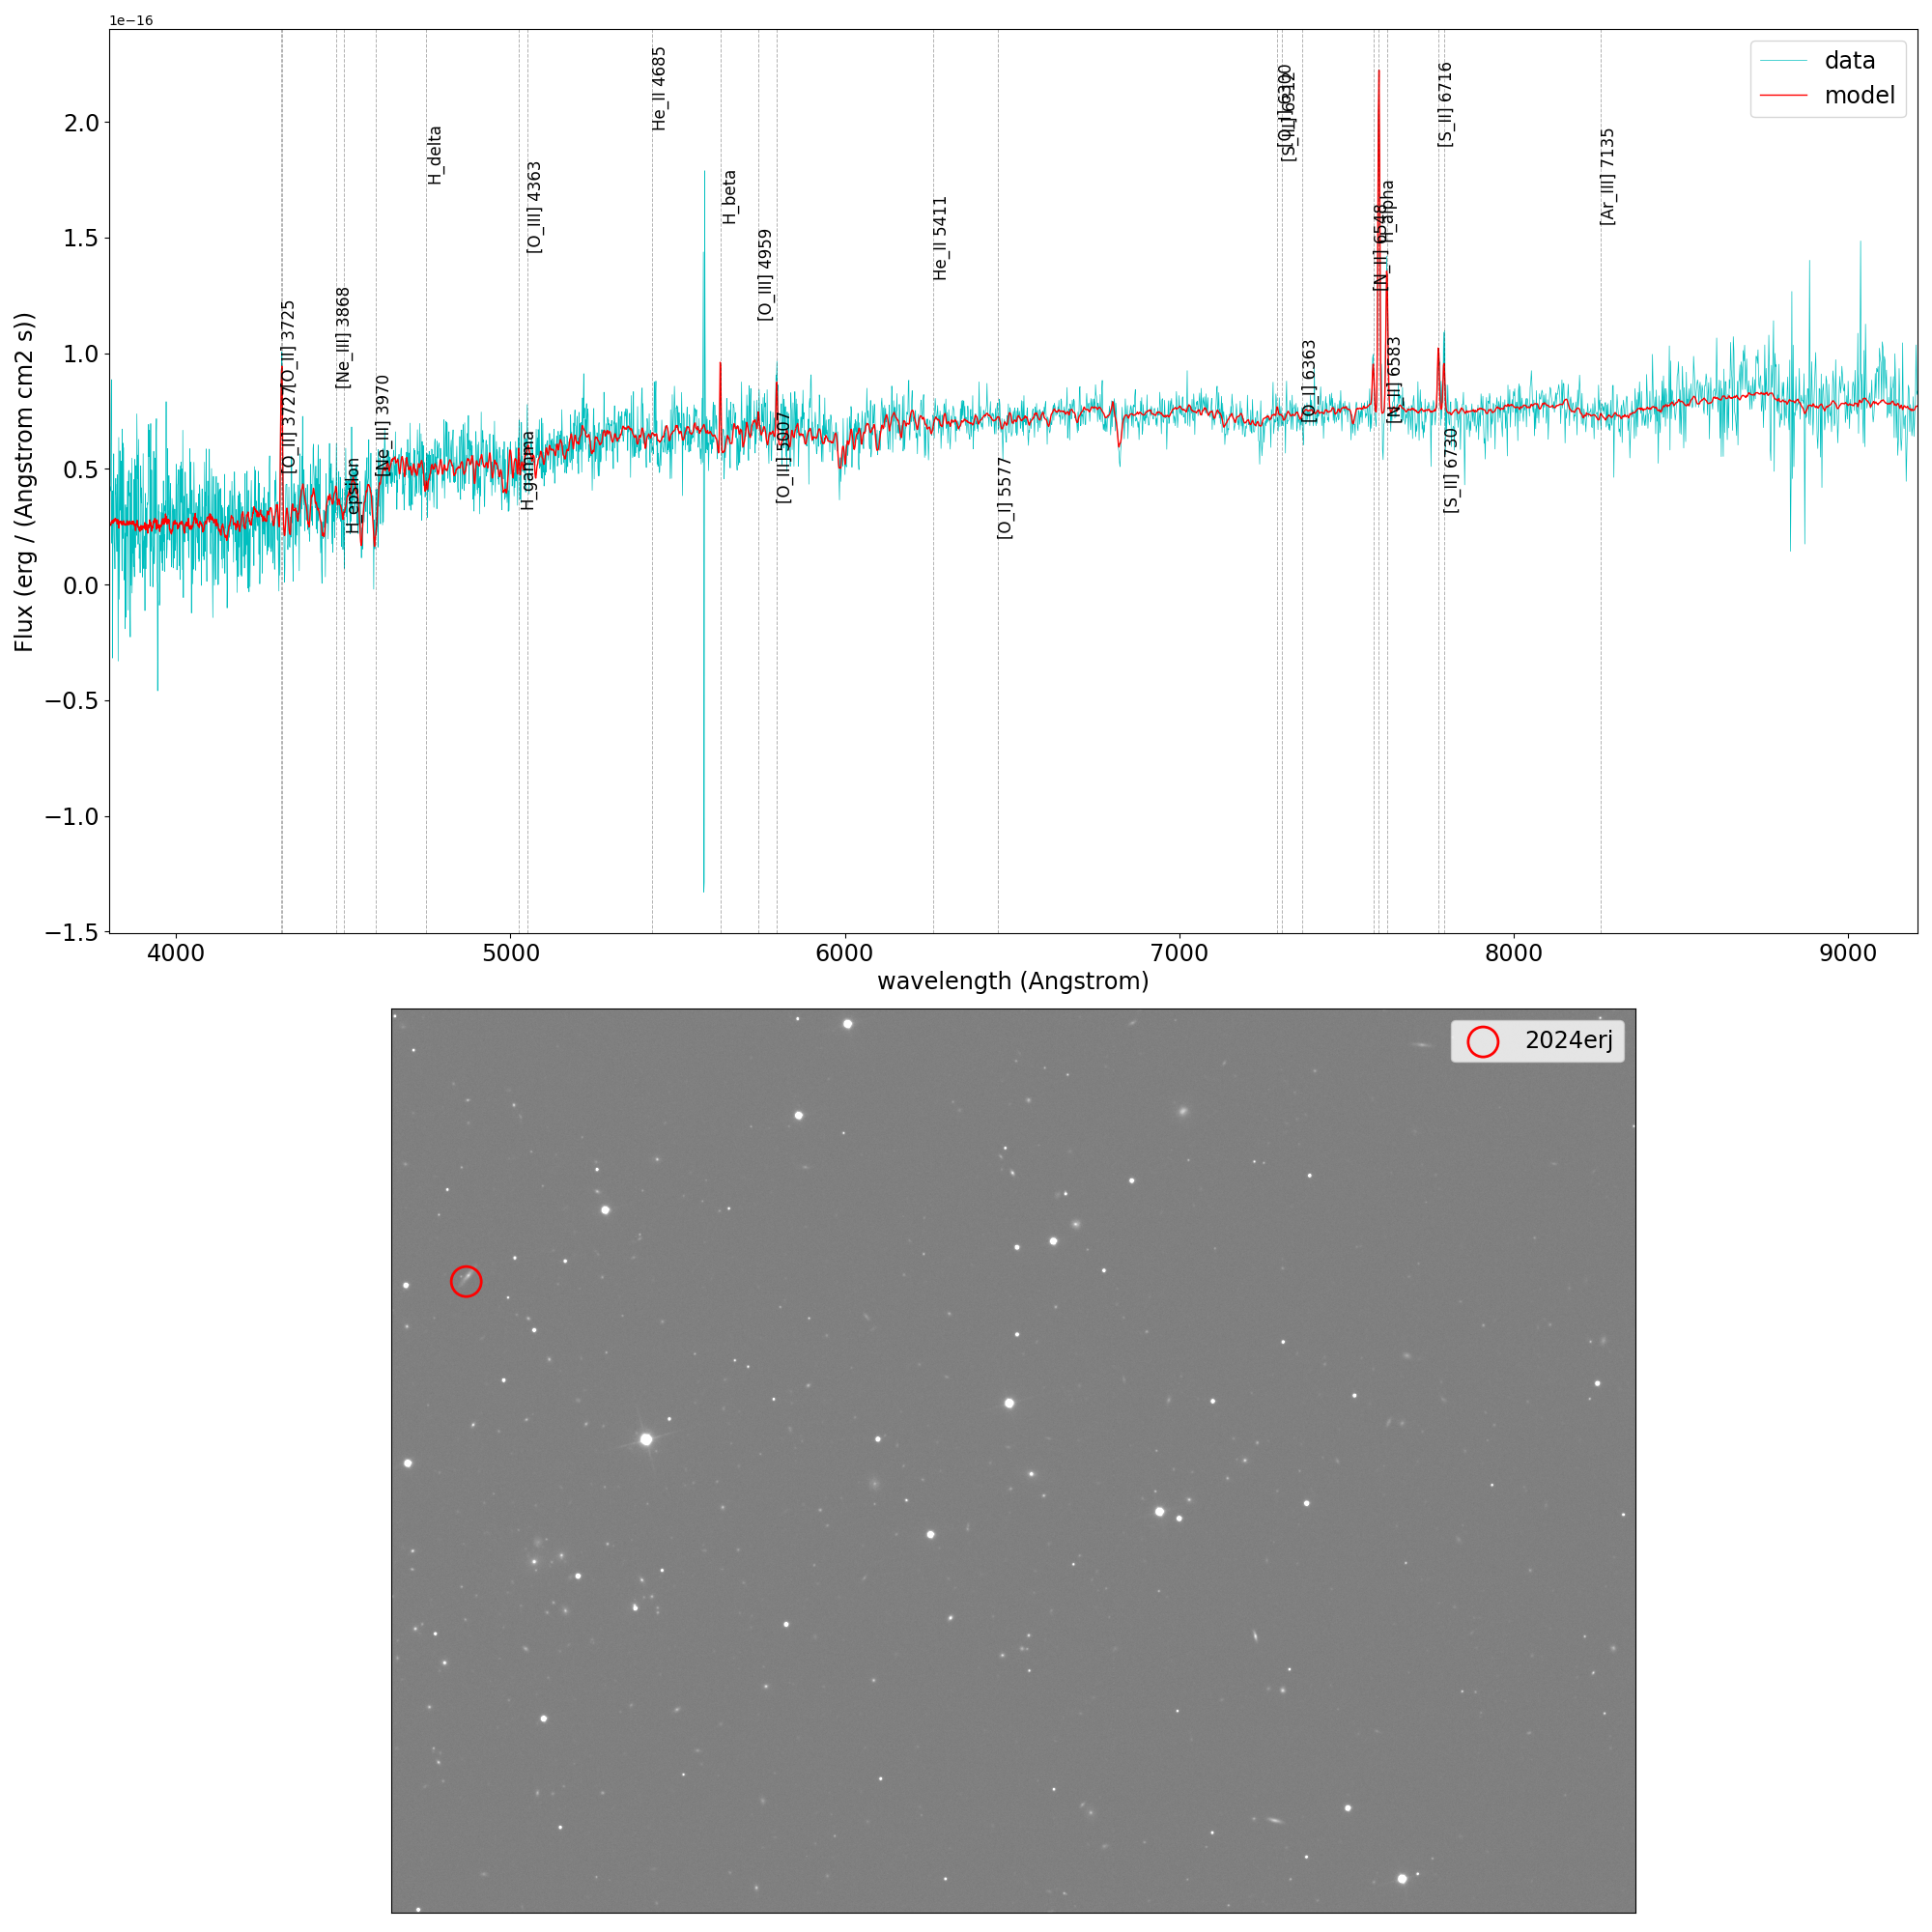 1e−16
data
model
2.0
1.5
1.0
0.5
0.0
−0.5
−1.0
−1.5
Flux (erg / (Angstrom cm2 s))
[O_II] 3727
[O_II] 3725
[Ne_III] 3868
H_epsilon
[Ne_III] 3970
H_delta
H_gamma
[O_III] 4363
He_II 4685
H_beta
[O_III] 4959
[O_III] 5007
He_II 5411
[O_I] 5577
[O_I] 6300
[S_III] 6312
[O_I] 6363
[N_II] 6548
H_alpha
[N_II] 6583
[S_II] 6716
[S_II] 6730
[Ar_III] 7135
4000
5000
6000
7000
8000
9000
wavelength (Angstrom)
2024erj